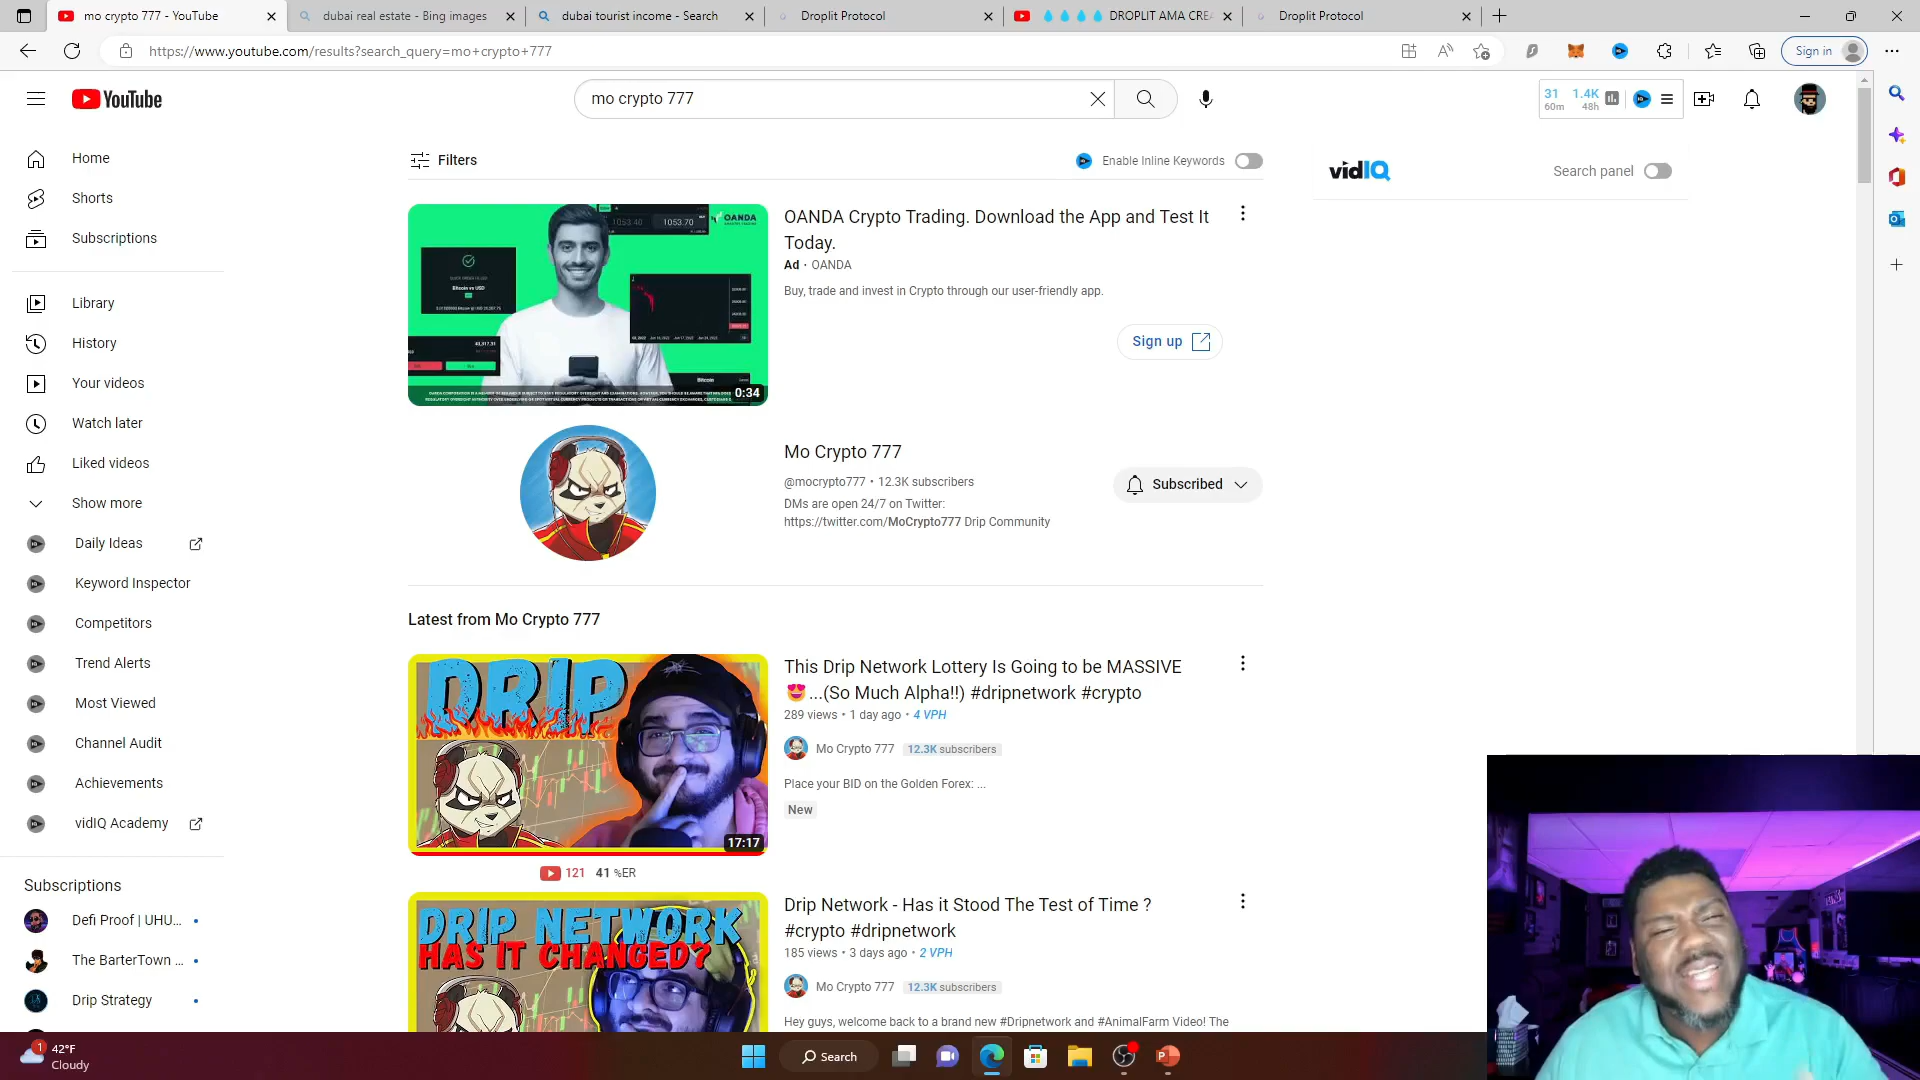 mo crypto 777 - YouTube
dubai real estate - Bing images
dubai tourist income - Search
Droplit Protocol
💧💧💧💧 DROPLIT AMA CRE
Droplit Protocol
https://www.youtube.com/results?search_query=mo+crypto+777
Sign in
YouTube
mo crypto 777
31 1.4K
60m 48h
Home
Shorts
Subscriptions
Library
History
Your videos
Watch later
Liked videos
Show more
Daily Ideas
Keyword Inspector
Competitors
Trend Alerts
Most Viewed
Channel Audit
Achievements
vidIQ Academy
Subscriptions
Defi Proof | UHU...
The BarterTown ...
Drip Strategy
Filters
Enable Inline Keywords
vidIQ
Search panel
OANDA
1053.40 1053.70
Bitcoin vs USD
Bitcoin
0:34
OANDA Crypto Trading. Download the App and Test It
Today.
Ad · OANDA
Buy, trade and invest in Crypto through our user-friendly app.
Sign up
Mo Crypto 777
@mocrypto777 • 12.3K subscribers
DMs are open 24/7 on Twitter:
https://twitter.com/MoCrypto777 Drip Community
Subscribed
Latest from Mo Crypto 777
DRIP
17:17
121 41 %ER
This Drip Network Lottery Is Going to be MASSIVE
😍...(So Much Alpha!!) #dripnetwork #crypto
289 views • 1 day ago • 4 VPH
Mo Crypto 777 12.3K subscribers
Place your BID on the Golden Forex: ...
New
DRIP NETWORK
HAS IT CHANGED?
Drip Network - Has it Stood The Test of Time ?
#crypto #dripnetwork
185 views • 3 days ago • 2 VPH
Mo Crypto 777 12.3K subscribers
Hey guys, welcome back to a brand new #Dripnetwork and #AnimalFarm Video! The
1
42°F
Cloudy
Search